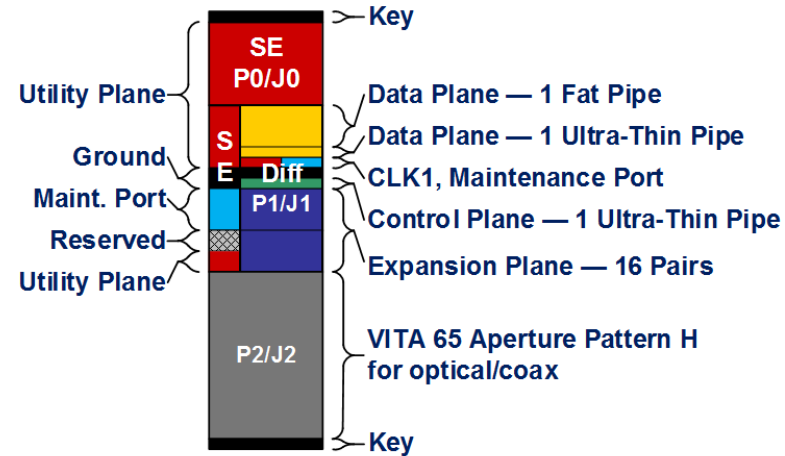 Key
SE
P0/J0
Utility Plane
Data Plane — 1 Fat Pipe
Data Plane — 1 Ultra-Thin Pipe
S
E
Ground
Diff
CLK1, Maintenance Port
Maint. Port
P1/J1
Control Plane — 1 Ultra-Thin Pipe
Reserved
Expansion Plane — 16 Pairs
Utility Plane
P2/J2
VITA 65 Aperture Pattern H
for optical/coax
Key